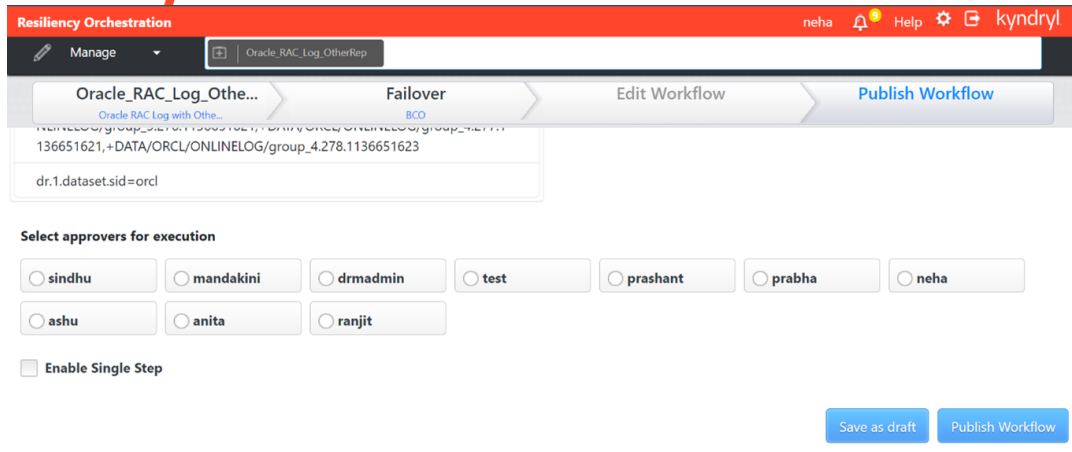 Resiliency Orchestration
neha 9 Help kyndryl
Manage Oracle_RAC_Log_OtherRep
Oracle_RAC_Log_Othe... Failover Edit Workflow Publish Workflow
Oracle RAC Log with Othe... BCO
136651621,+DATA/ORCL/ONLINELOG/group_4.278.1136651623
dr.1.dataset.sid=orcl
Select approvers for execution
sindhu mandakini drmadmin test prashant prabha neha
ashu anita ranjit
Enable Single Step
Save as draft Publish Workflow